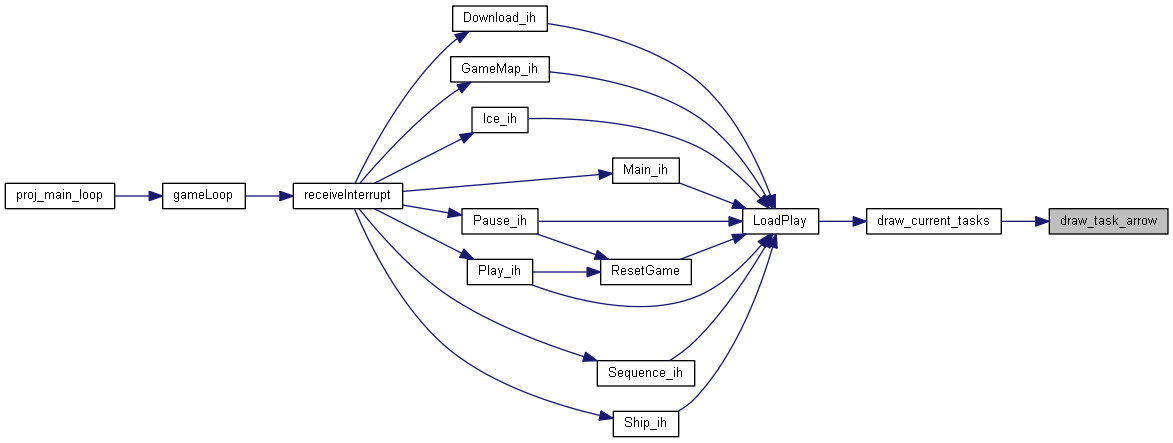 Download_ih
GameMap_ih
Ice_ih
Main_ih
proj_main_loop
gameLoop
receiveInterrupt
Pause_ih
LoadPlay
draw_current_tasks
draw_task_arrow
Play_ih
ResetGame
Sequence_ih
Ship_ih